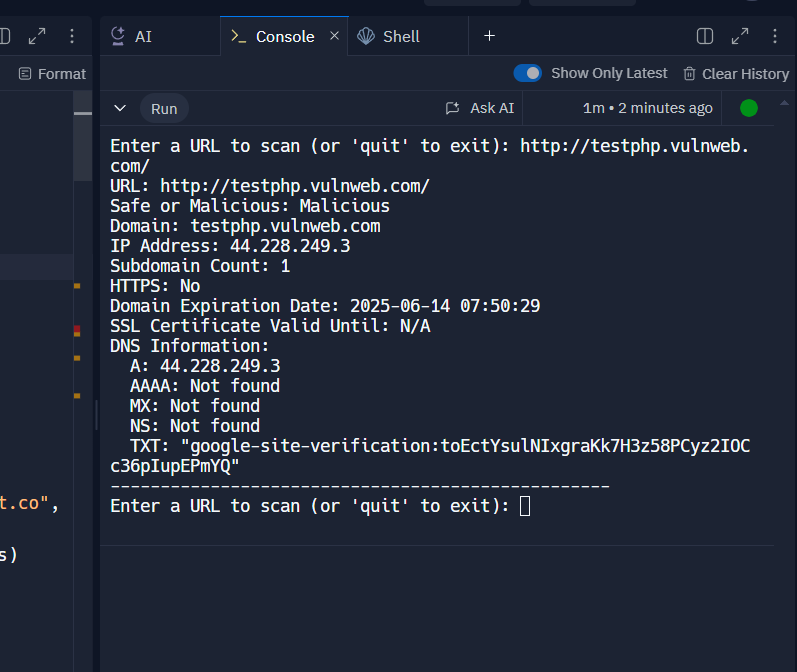 AI
Console
Shell
Format
Show Only Latest
Clear History
Run
Ask AI
1m • 2 minutes ago
Enter a URL to scan (or 'quit' to exit): http://testphp.vulnweb.
com/
URL: http://testphp.vulnweb.com/
Safe or Malicious: Malicious
Domain: testphp.vulnweb.com
IP Address: 44.228.249.3
Subdomain Count: 1
HTTPS: No
Domain Expiration Date: 2025-06-14 07:50:29
SSL Certificate Valid Until: N/A
DNS Information:
A: 44.228.249.3
AAAA: Not found
MX: Not found
NS: Not found
TXT: "google-site-verification:toEctYsulNIxgraKk7H3z58PCyz2IOC
c36pIupEPmYQ"
--------------------------------------------------
Enter a URL to scan (or 'quit' to exit):
t.co",
s)